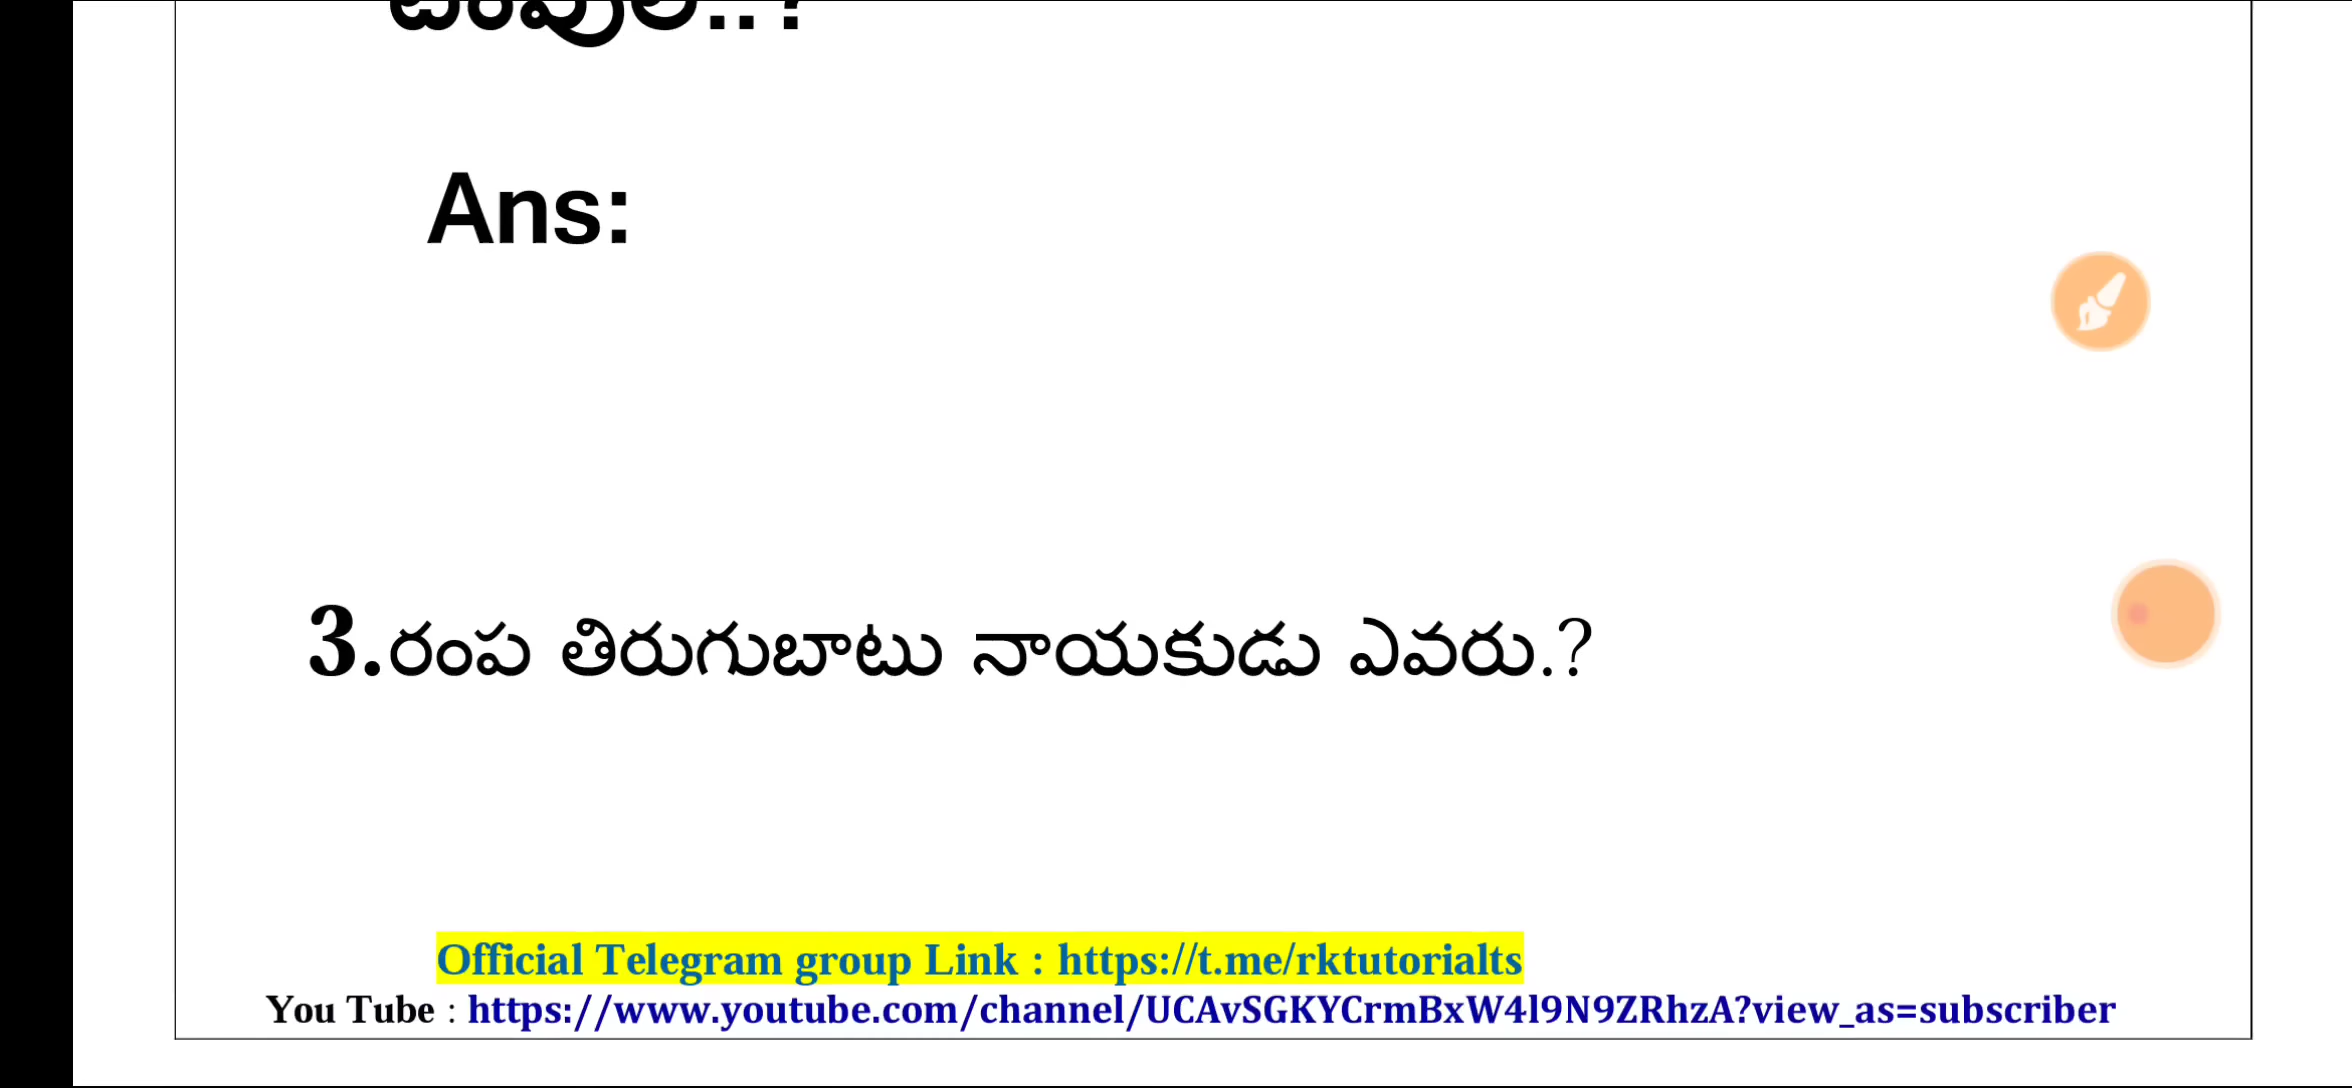 Ans:
3.రంప తిరుగుబాటు నాయకుడు ఎవరు.?
Official Telegram group Link : https://t.me/rktutorialts
You Tube : https://www.youtube.com/channel/UCAvSGKYCrmBxW4l9N9ZRhzA?view_as=subscriber